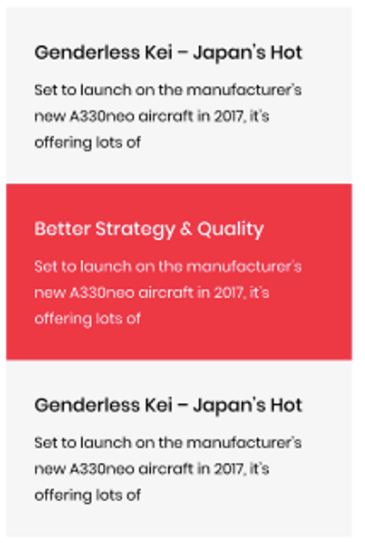 Genderless Kei – Japan's Hot
Set to launch on the manufacturer's
new A330neo aircraft in 2017, it's
offering lots of
Better Strategy & Quality
Set to launch on the manufacturer's
new A330neo aircraft in 2017, it's
offering lots of
Genderless Kei – Japan's Hot
Set to launch on the manufacturer's
new A330neo aircraft in 2017, it's
offering lots of